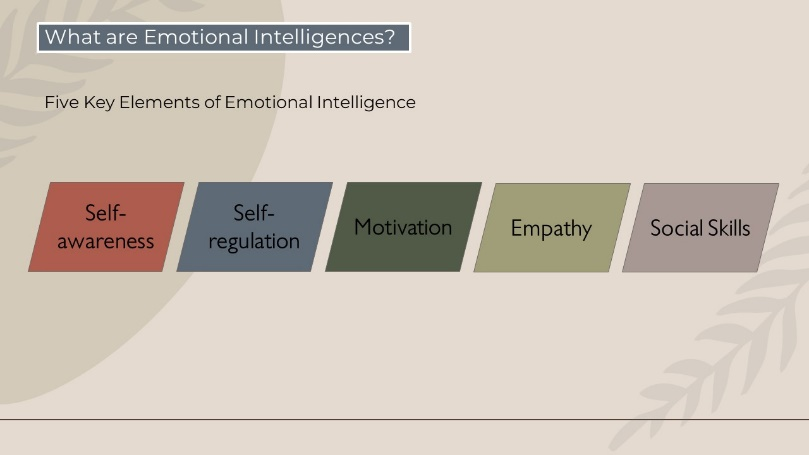 What are Emotional Intelligences?
Five Key Elements of Emotional Intelligence
Self-
awareness
Self-
regulation
Motivation
Empathy
Social Skills